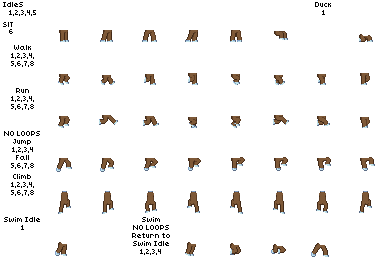 IdleS
1,2,3,4,5
Duck
1
SIT
6
Walk
1,2,3,4,
5,6,7,8
Run
1,2,3,4,
5,6,7,8
NO LOOPS
Jump
1,2,3,4
Fall
5,6,7,8
Climb
1,2,3,4,
5,6,7,8
Swim Idle
1
Swim
NO LOOPS
Return to
Swim Idle
1,2,3,4